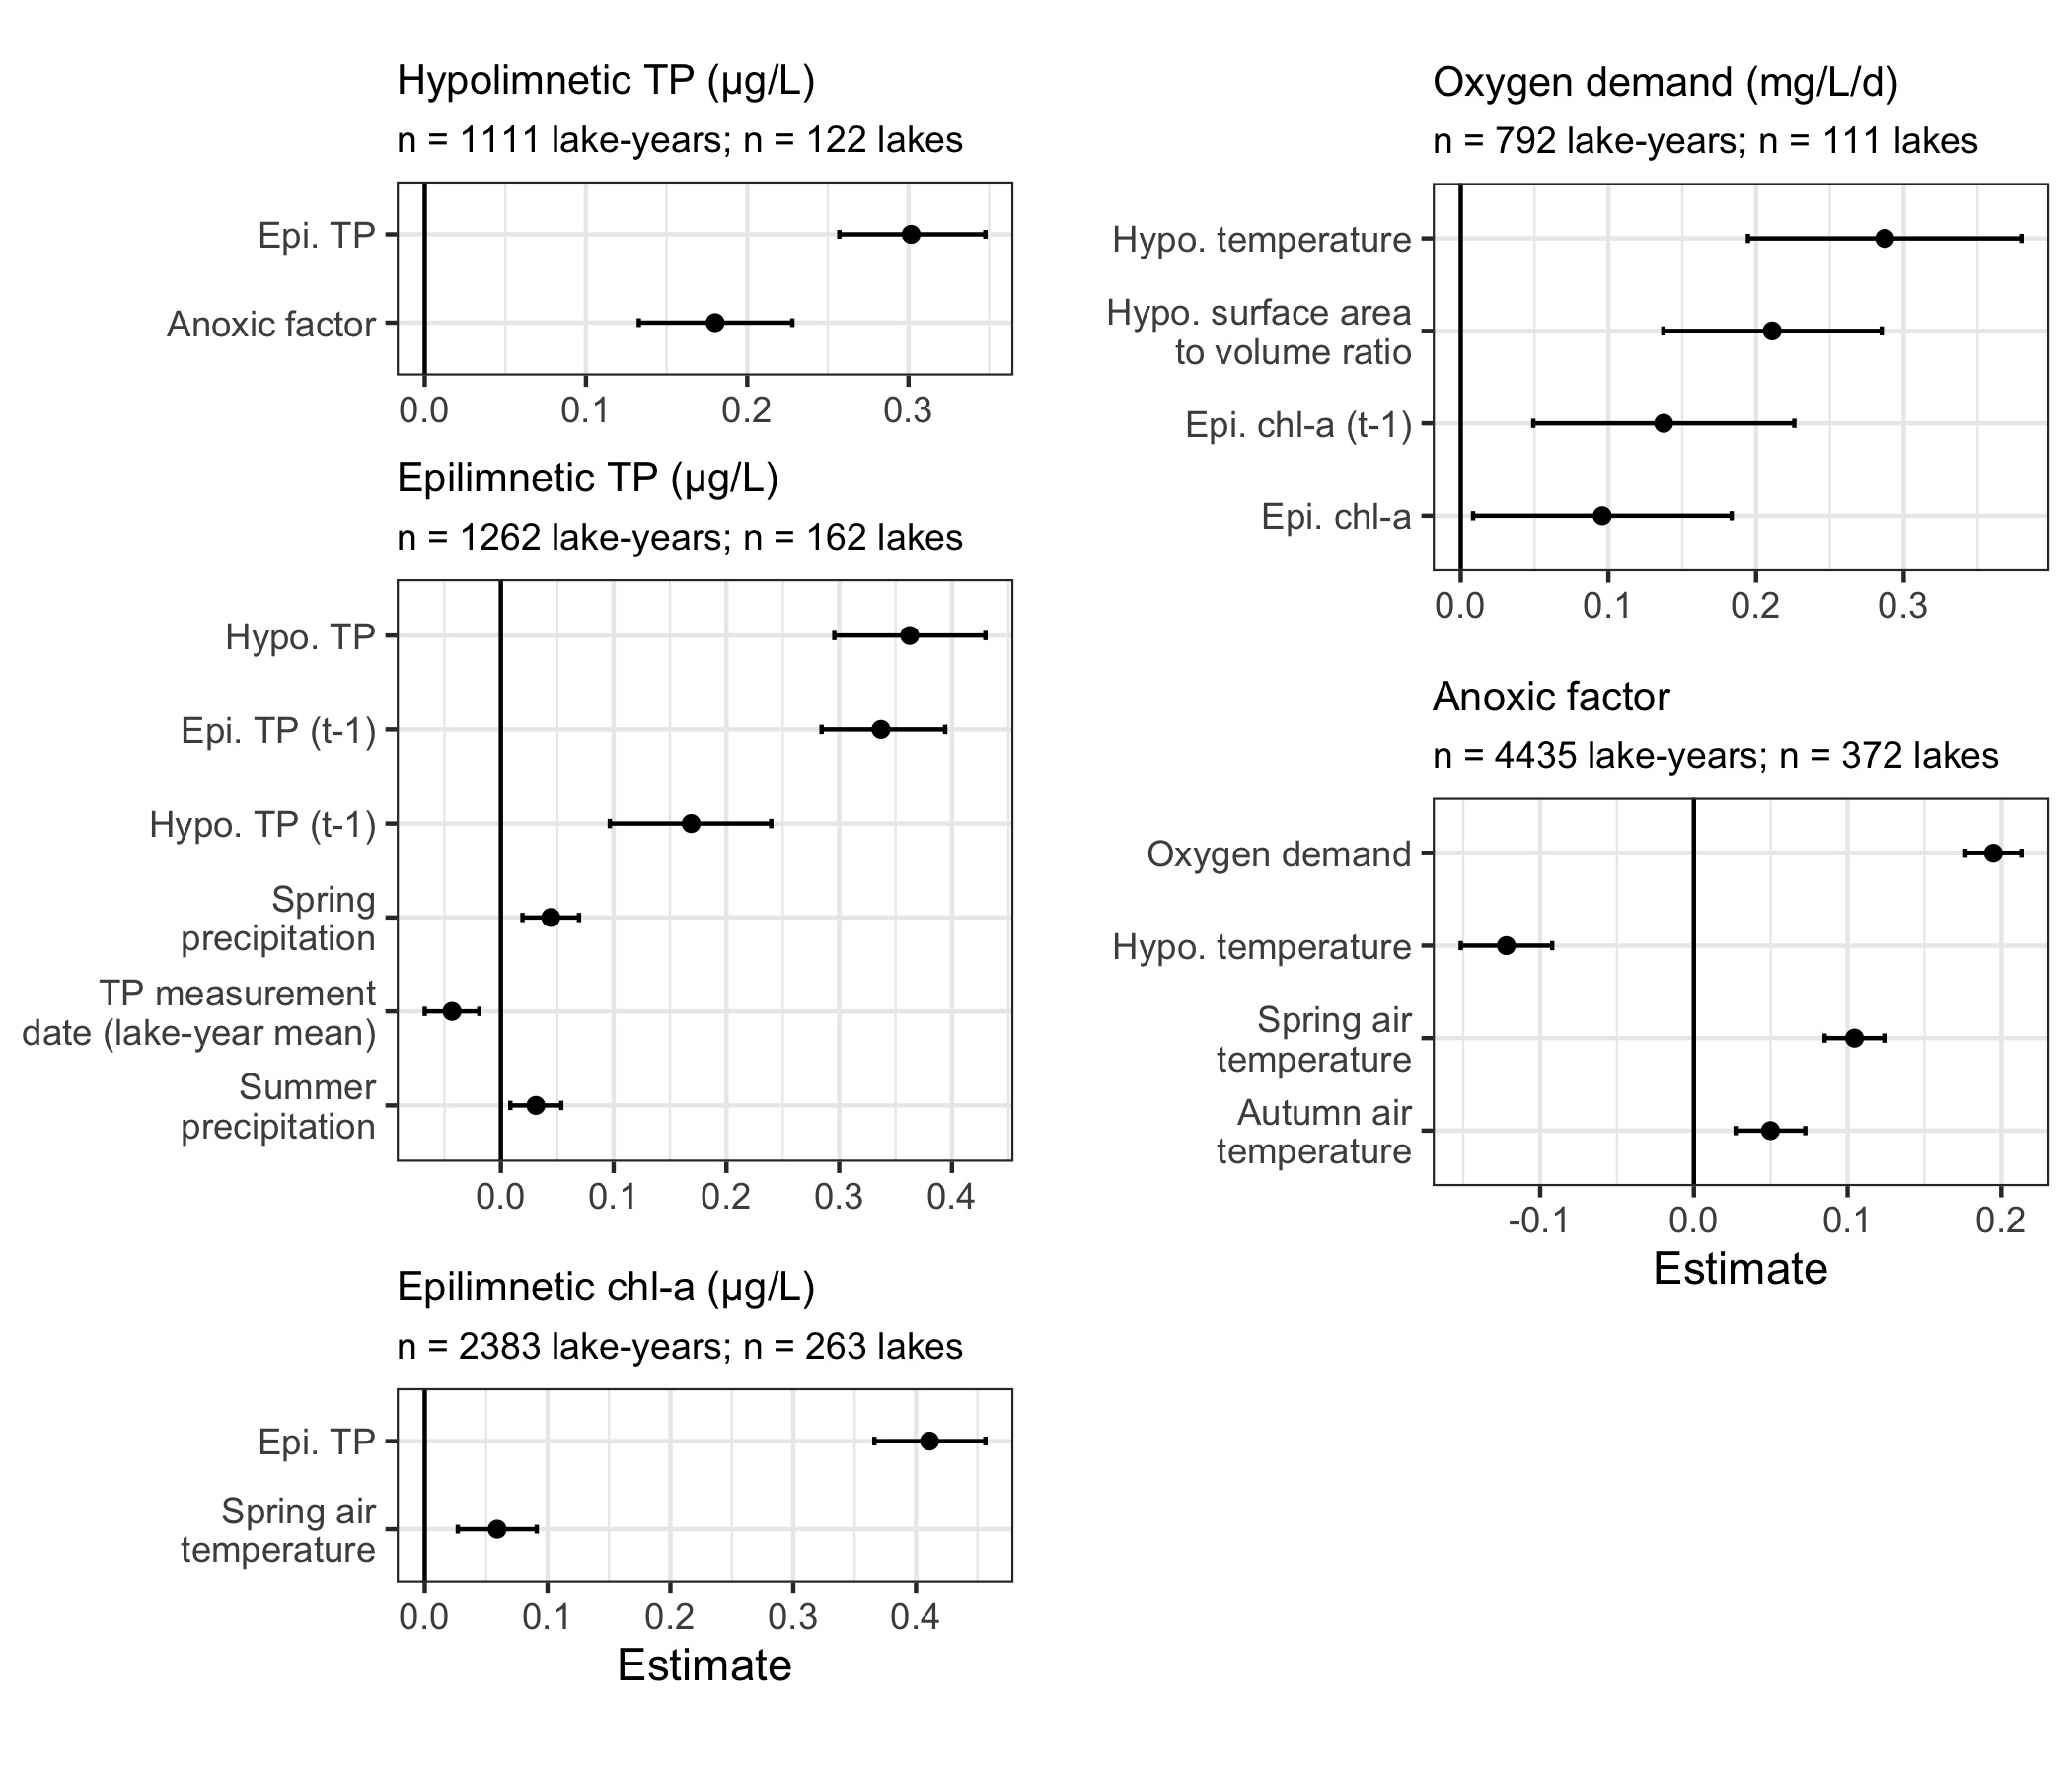 Hypolimnetic TP (µg/L)
n = 1111 lake-years; n = 122 lakes
Epi. TP
Anoxic factor
0.0 0.1 0.2 0.3
Epilimnetic TP (µg/L)
n = 1262 lake-years; n = 162 lakes
Hypo. TP
Epi. TP (t-1)
Hypo. TP (t-1)
Spring
precipitation
TP measurement
date (lake-year mean)
Summer
precipitation
0.0 0.1 0.2 0.3 0.4
Epilimnetic chl-a (µg/L)
n = 2383 lake-years; n = 263 lakes
Epi. TP
Spring air
temperature
0.0 0.1 0.2 0.3 0.4
Estimate
Oxygen demand (mg/L/d)
n = 792 lake-years; n = 111 lakes
Hypo. temperature
Hypo. surface area
to volume ratio
Epi. chl-a (t-1)
Epi. chl-a
0.0 0.1 0.2 0.3
Anoxic factor
n = 4435 lake-years; n = 372 lakes
Oxygen demand
Hypo. temperature
Spring air
temperature
Autumn air
temperature
-0.1 0.0 0.1 0.2
Estimate